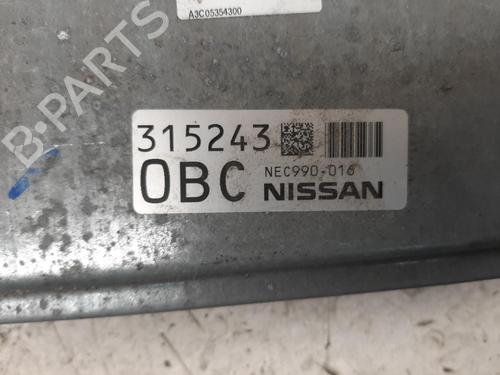 A3C05354300
315243
0BC NEC990-016
NISSAN
B-PARTS